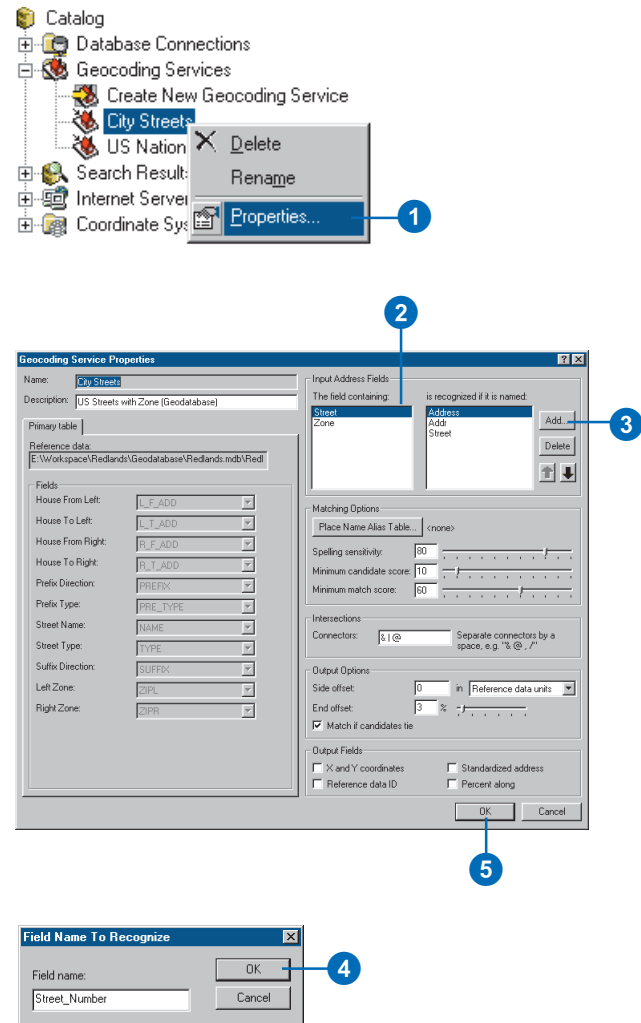 Catalog
Database Connections
Geocoding Services
Create New Geocoding Service
City Streets
US Nation
Delete
Search Result
Rename
Internet Server
Properties...
1
Coordinate Sys
2
Geocoding Service Properties
Name: City Streets
Description: US Streets with Zone (Geodatabase)
Primary table
Reference data:
E:\Workspace\Redlands\Geodatabase\Redlands.mdb\Redl
Fields
House From Left: L_F_ADD
House To Left: L_T_ADD
House From Right: R_F_ADD
House To Right: R_T_ADD
Prefix Direction: PREFIX
Prefix Type: PRE_TYPE
Street Name: NAME
Street Type: TYPE
Suffix Direction: SUFFIX
Left Zone: ZIPL
Right Zone: ZIPR
Input Address Fields
The field containing: is recognized if it is named:
Street Address
Zone Addr
Street
Add...
3
Delete
Matching Options
Place Name Alias Table... <none>
Spelling sensitivity: 80
Minimum candidate score: 10
Minimum match score: 60
Intersections
Connectors: & | @ Separate connectors by a
space, e.g. "& @ , /"
Output Options
Side offset: 0 in Reference data units
End offset: 3 %
Match if candidates tie
Output Fields
X and Y coordinates Standardized address
Reference data ID Percent along
OK Cancel
5
Field Name To Recognize
Field name: OK
4
Street_Number Cancel